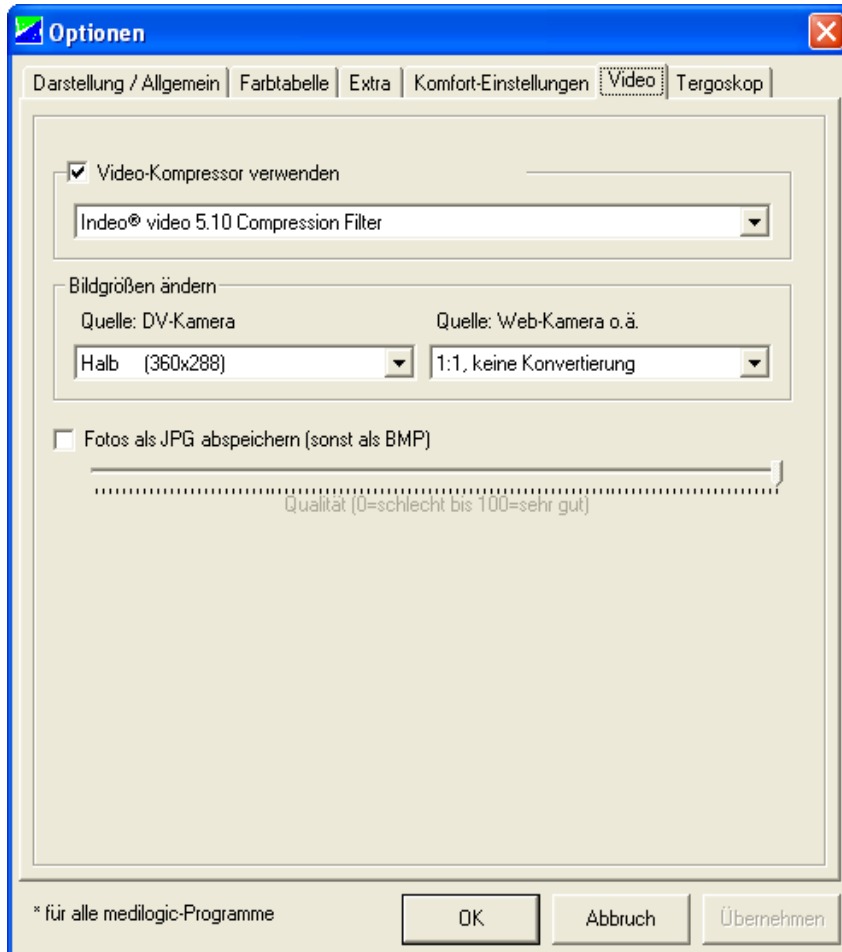 Optionen
Darstellung / Allgemein Farbtabelle Extra Komfort-Einstellungen Video Tergoskop
Video-Kompressor verwenden
Indeo® video 5.10 Compression Filter
Bildgrößen ändern
Quelle: DV-Kamera Quelle: Web-Kamera o.ä.
Halb (360x288) 1:1, keine Konvertierung
Fotos als JPG abspeichern (sonst als BMP)
Qualität (0=schlecht bis 100=sehr gut)
* für alle medilogic-Programme OK Abbruch Übernehmen